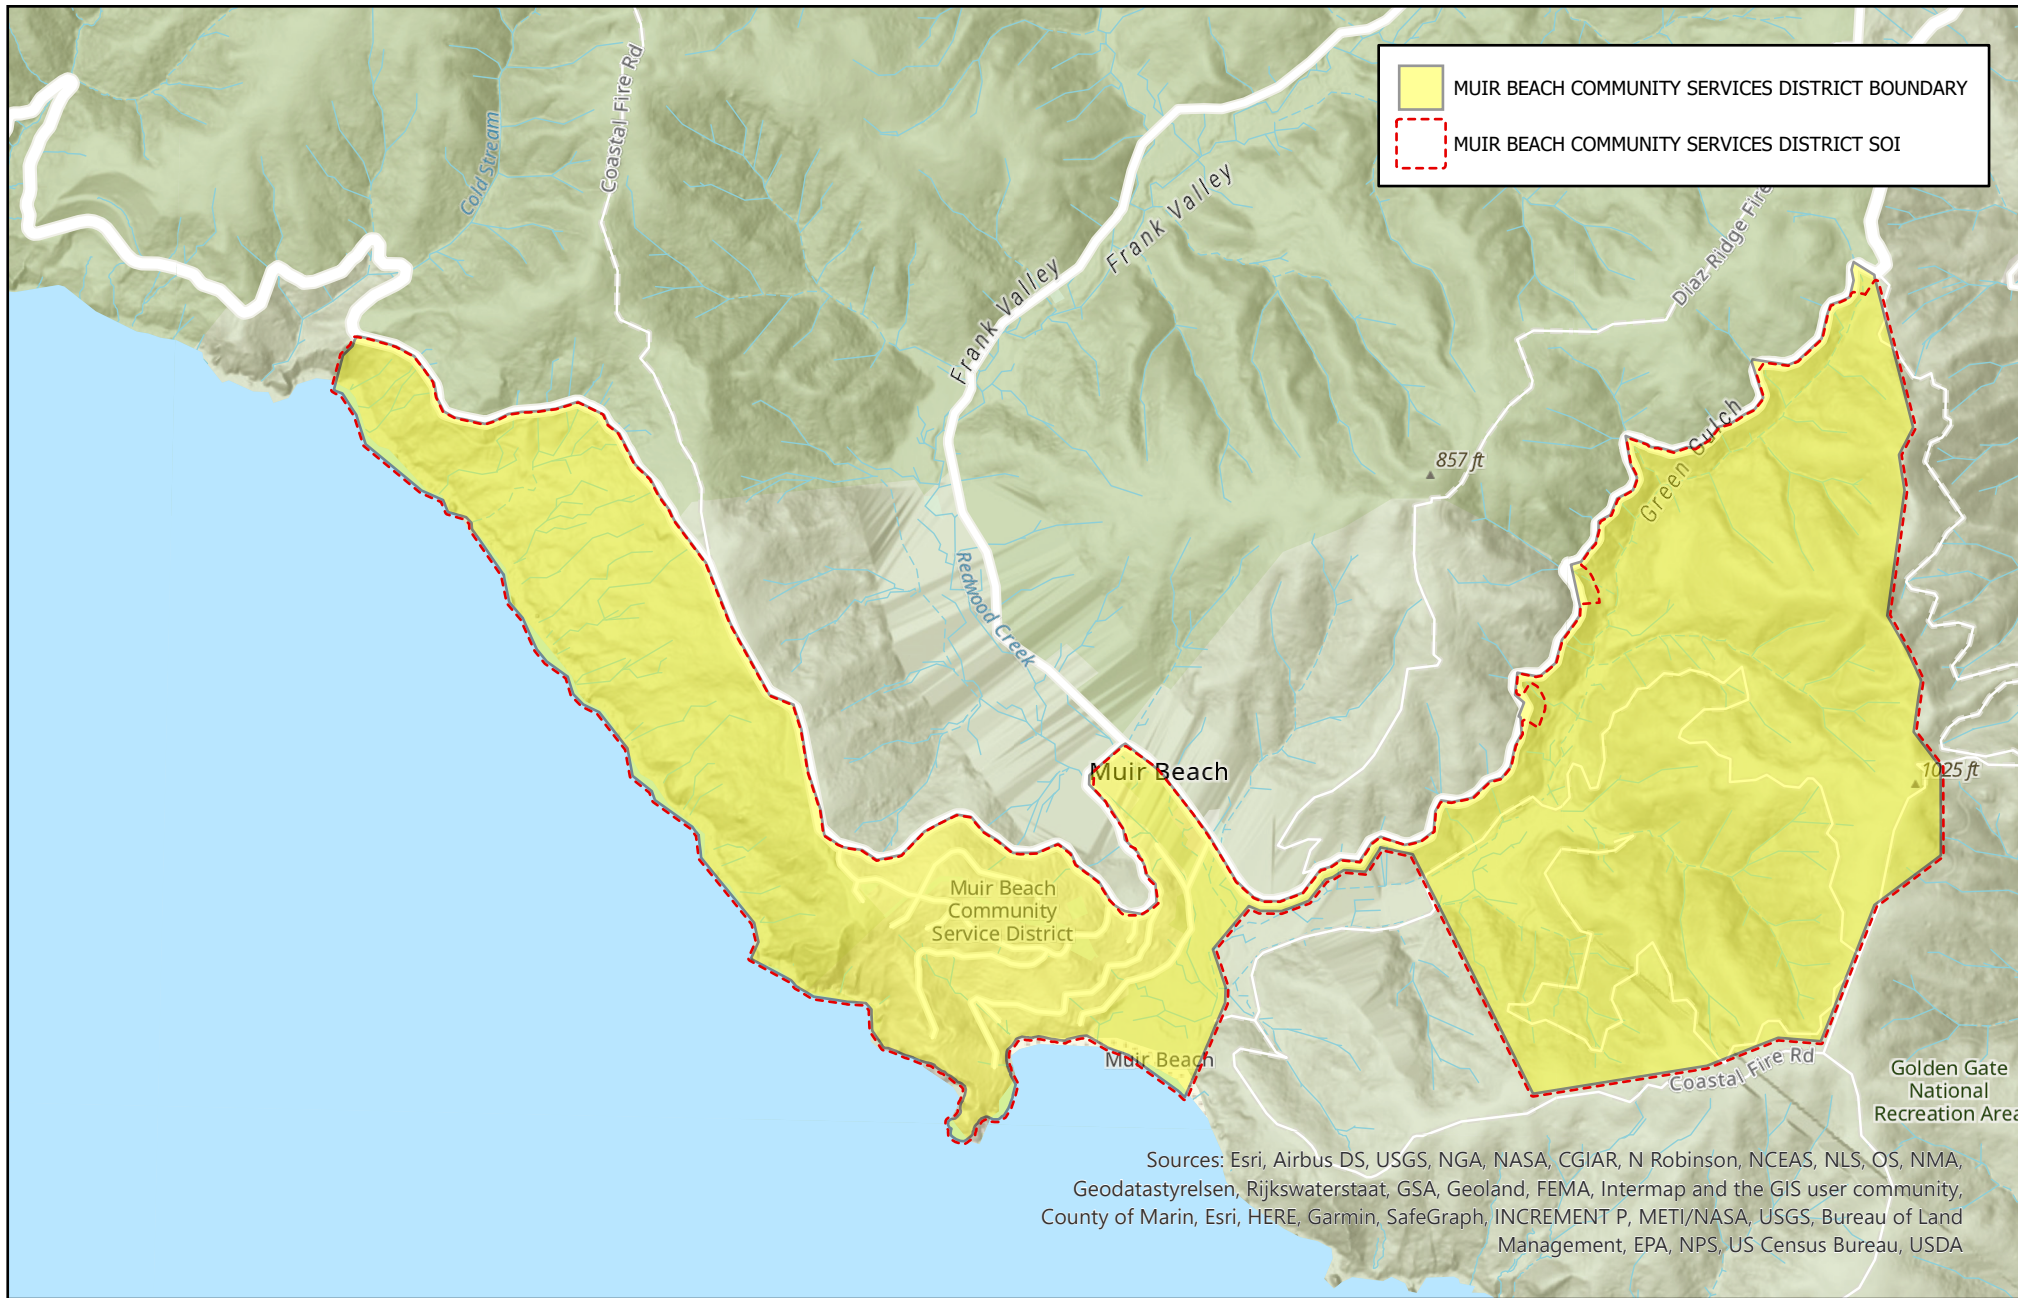 MUIR BEACH COMMUNITY SERVICES DISTRICT BOUNDARY
MUIR BEACH COMMUNITY SERVICES DISTRICT SOI
Coastal Fire Rd
Cold Stream
Frank Valley
Frank Valley
Diaz Ridge Fire
Green Gulch
857 ft
Redwood Creek
Muir Beach
1025 ft
Muir Beach
Community
Service District
Muir Beach
Coastal Fire Rd
Golden Gate
National
Recreation Area
Sources: Esri, Airbus DS, USGS, NGA, NASA, CGIAR, N Robinson, NCEAS, NLS, OS, NMA,
Geodatastyrelsen, Rijkswaterstaat, GSA, Geoland, FEMA, Intermap and the GIS user community,
County of Marin, Esri, HERE, Garmin, SafeGraph, INCREMENT P, METI/NASA, USGS, Bureau of Land
Management, EPA, NPS, US Census Bureau, USDA